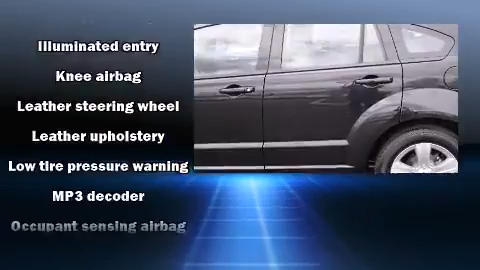 Illuminated entry
Knee airbag
Leather steering wheel
Leather upholstery
Low tire pressure warning
MP3 decoder
Occupant sensing airbag